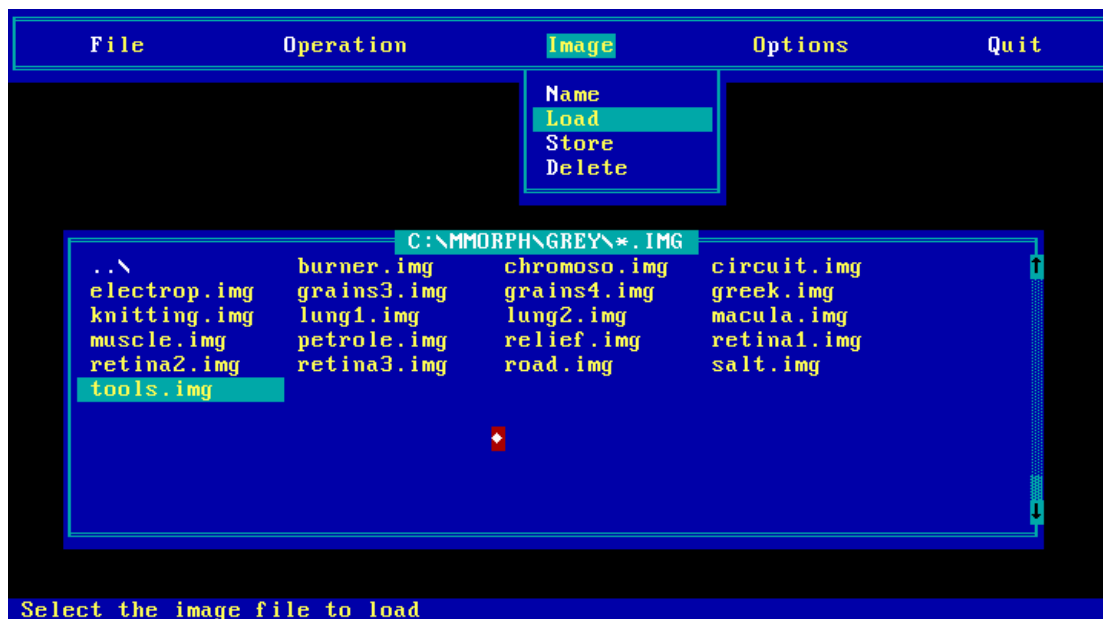 File Operation Image Options Quit
Name
Load
Store
Delete
C:\MMORPH\GREY\*.IMG
..\ burner.img chromoso.img circuit.img
electrop.img grains3.img grains4.img greek.img
knitting.img lung1.img lung2.img macula.img
muscle.img petrole.img relief.img retina1.img
retina2.img retina3.img road.img salt.img
tools.img
Select the image file to load